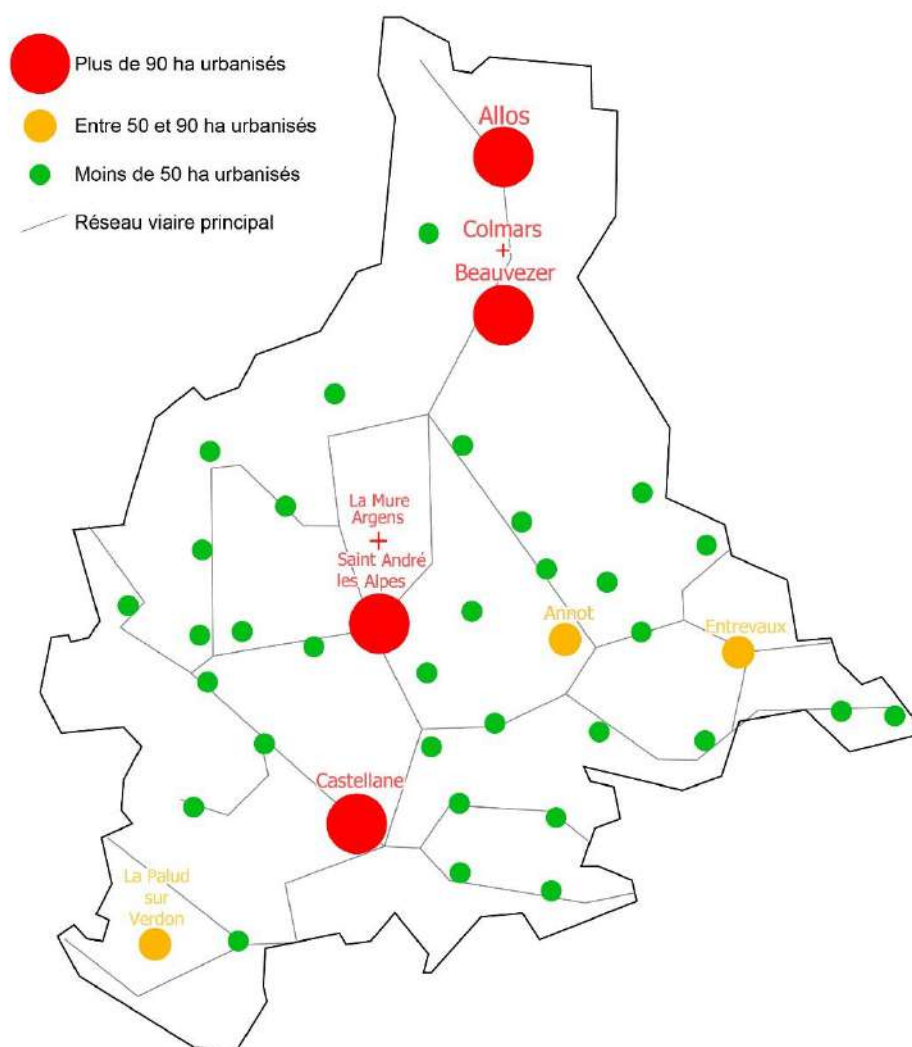 Plus de 90 ha urbanisés
Entre 50 et 90 ha urbanisés
Moins de 50 ha urbanisés
Réseau viaire principal
Allos
Colmars
+
Beauvezer
La Mure
Argens
+
Saint André
les Alpes
Annot
Entrevaux
Castellane
La Palud
sur
Verdon